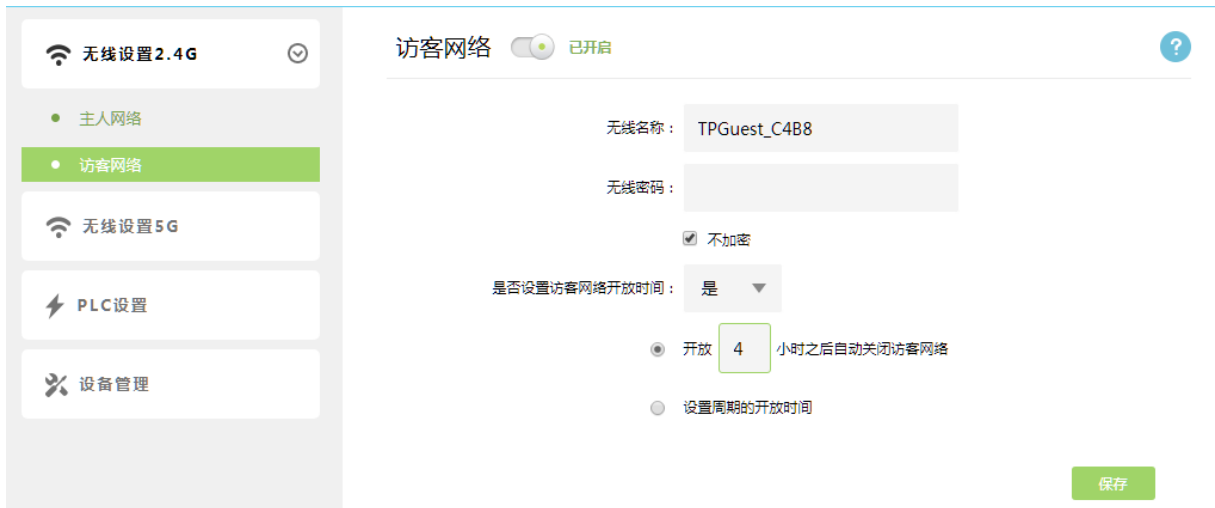 无线设置2.4G
主人网络
访客网络
无线设置5G
PLC设置
设备管理
访客网络 已开启
?
无线名称： TPGuest_C4B8
无线密码：
不加密
是否设置访客网络开放时间： 是
开放 4 小时之后自动关闭访客网络
设置周期的开放时间
保存